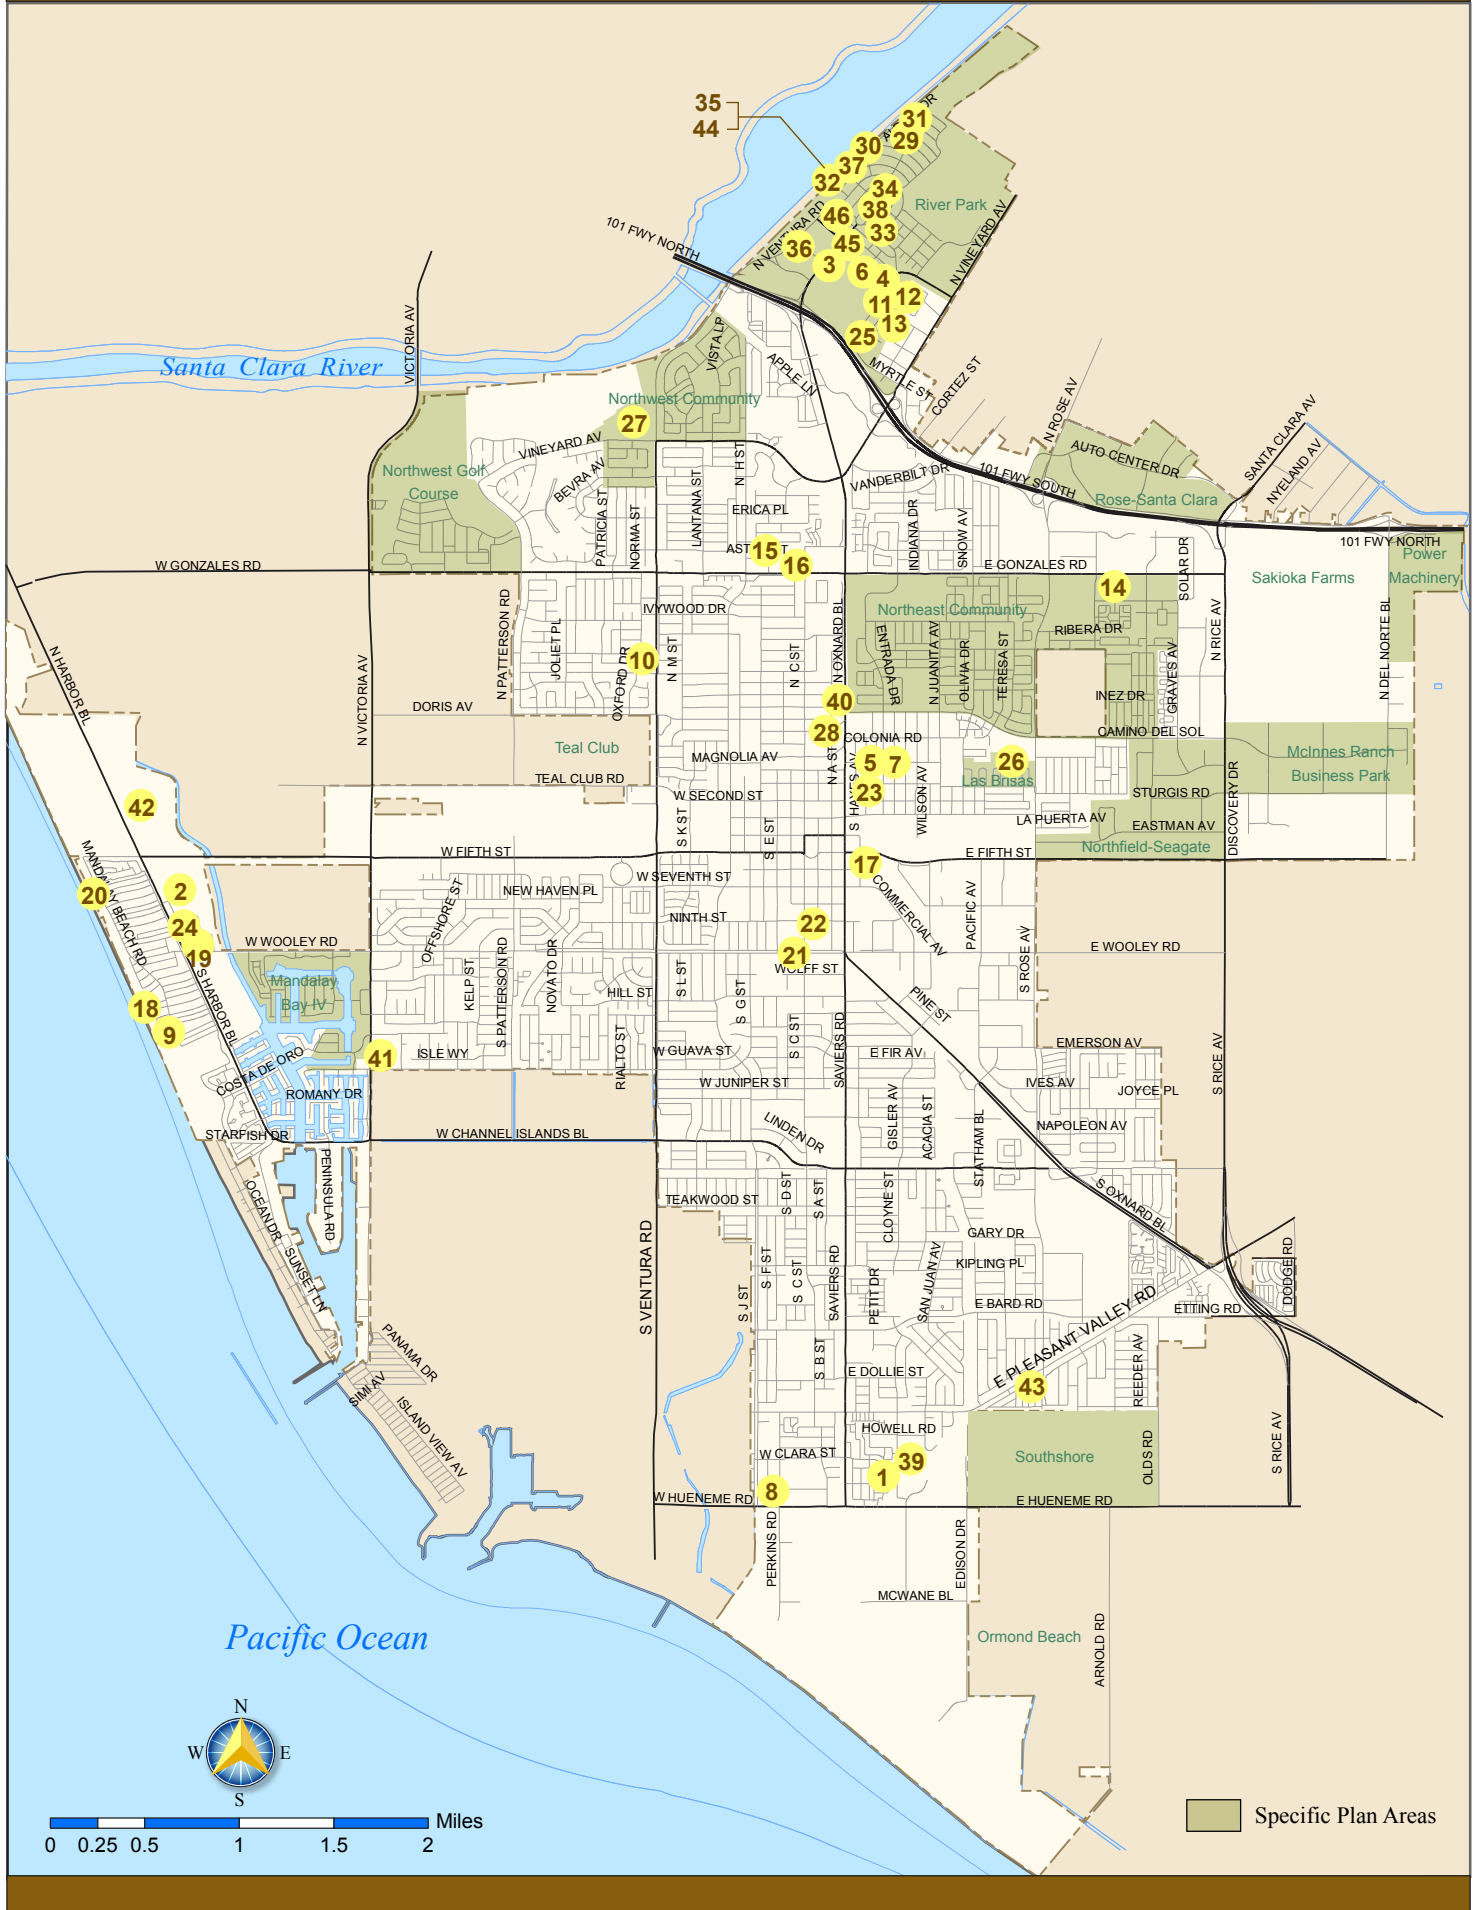 35
44
AUTO DR
31
29
30
37
32
34
38
River Park
46
33
N VENTURA RD
45
36
3
6
4
12
11
13
25
N VINEYARD AV
101 FWY NORTH
Santa Clara River
VICTORIA AV
VISTA LP
APPLE LN
MYRTLE ST
CORTEZ ST
N ROSE AV
Northwest Community
27
VINEYARD AV
BEVRA AV
Northwest Golf
Course
PATRICIA ST
NORMA ST
LANTANA ST
N H ST
ERICA PL
VANDERBILT DR
101 FWY SOUTH
AUTO CENTER DR
Rose-Santa Clara
SANTA CLARA AV
NYELAND AV
101 FWY NORTH
Power
Machinery
INDIANA DR
SNOW AV
15
16
W GONZALES RD
E GONZALES RD
14
SOLAR DR
Sakioka Farms
IVYWOOD DR
Northeast Community
RIBERA DR
N PATTERSON RD
JOLIET PL
OXFORD DR
10
N M ST
N C ST
N OXNARD BL
ENTRADA DR
N JUANITA AV
OLIVIA DR
TERESA ST
INEZ DR
GRAVES AV
N RICE AV
N DEL NORTE BL
N HARBOR BL
N VICTORIA AV
DORIS AV
40
28
COLONIA RD
CAMINO DEL SOL
Teal Club
MAGNOLIA AV
N A ST
5
7
26
Las Brisas
McInnes Ranch
Business Park
TEAL CLUB RD
W SECOND ST
S HAYES AV
23
WILSON AV
STURGIS RD
LA PUERTA AV
EASTMAN AV
DISCOVERY DR
42
S K ST
S E ST
W FIFTH ST
E FIFTH ST
Northfield-Seagate
17
MANDALAY BEACH RD
20
2
24
19
W SEVENTH ST
NEW HAVEN PL
OFFSHORE ST
NINTH ST
22
21
COMMERCIAL AV
PACIFIC AV
W WOOLEY RD
E WOOLEY RD
WOLFF ST
S ROSE AV
Mandalay
Bay IV
KELP ST
S PATTERSON RD
NOVATO DR
HILL ST
S L ST
S G ST
PINE ST
18
9
S HARBOR BL
41
ISLE WY
RIALTO ST
W GUAVA ST
S C ST
SAVIERS RD
E FIR AV
EMERSON AV
S RICE AV
COSTA DE ORO
ROMANY DR
W JUNIPER ST
GISLER AV
ACACIA ST
STATHAM BL
IVES AV
JOYCE PL
STARFISH DR
W CHANNEL ISLANDS BL
LINDEN DR
NAPOLEON AV
PENINSULA RD
OCEAN DR
SUNSET LN
TEAKWOOD ST
S D ST
S A ST
CLOYNE ST
S OXNARD BL
GARY DR
S VENTURA RD
S F ST
S C ST
SAVIERS RD
SAN JUAN AV
KIPLING PL
DODGE RD
S J ST
PETIT DR
E BARD RD
E PLEASANT VALLEY RD
ETTING RD
PANAMA DR
SIMI AV
ISLAND VIEW AV
S B ST
E DOLLIE ST
43
REEDER AV
HOWELL RD
W CLARA ST
39
1
Southshore
OLDS RD
S RICE AV
8
W HUENEME RD
E HUENEME RD
PERKINS RD
EDISON DR
MCWANE BL
Pacific Ocean
Ormond Beach
ARNOLD RD
N
W
E
S
Miles
0 0.25 0.5 1 1.5 2
Specific Plan Areas